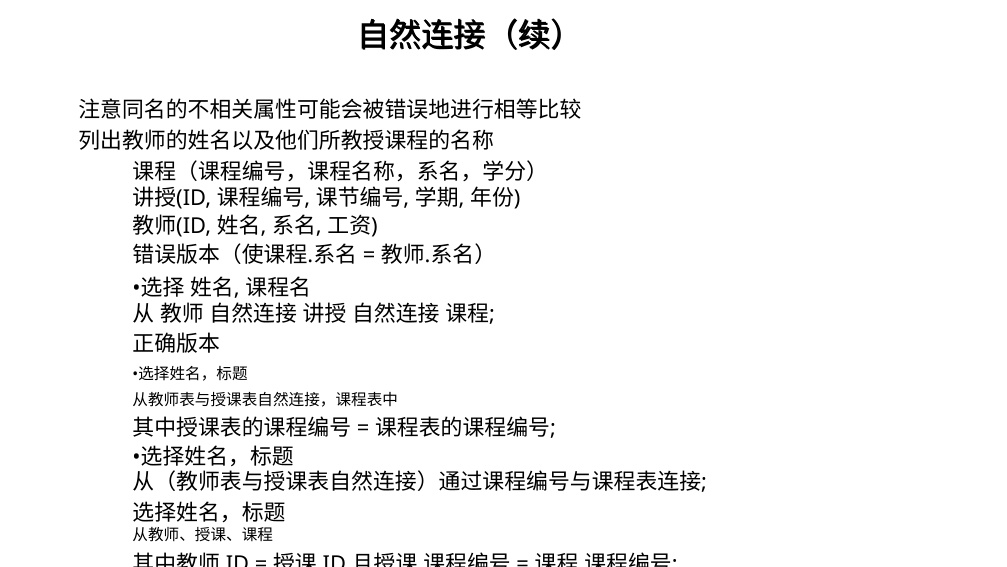 自然连接（续）
注意同名的不相关属性可能会被错误地进行相等比较
列出教师的姓名以及他们所教授课程的名称
课程（课程编号，课程名称，系名，学分）
讲授(ID, 课程编号, 课节编号, 学期, 年份)
教师(ID, 姓名, 系名, 工资)
错误版本（使课程.系名 = 教师.系名）
•选择 姓名, 课程名
从 教师 自然连接 讲授 自然连接 课程;
正确版本
•选择姓名，标题
从教师表与授课表自然连接，课程表中
其中授课表的课程编号 = 课程表的课程编号;
•选择姓名，标题
从（教师表与授课表自然连接）通过课程编号与课程表连接;
选择姓名，标题
从教师、授课、课程
其中教师.ID = 授课.ID 且授课.课程编号 = 课程.课程编号;